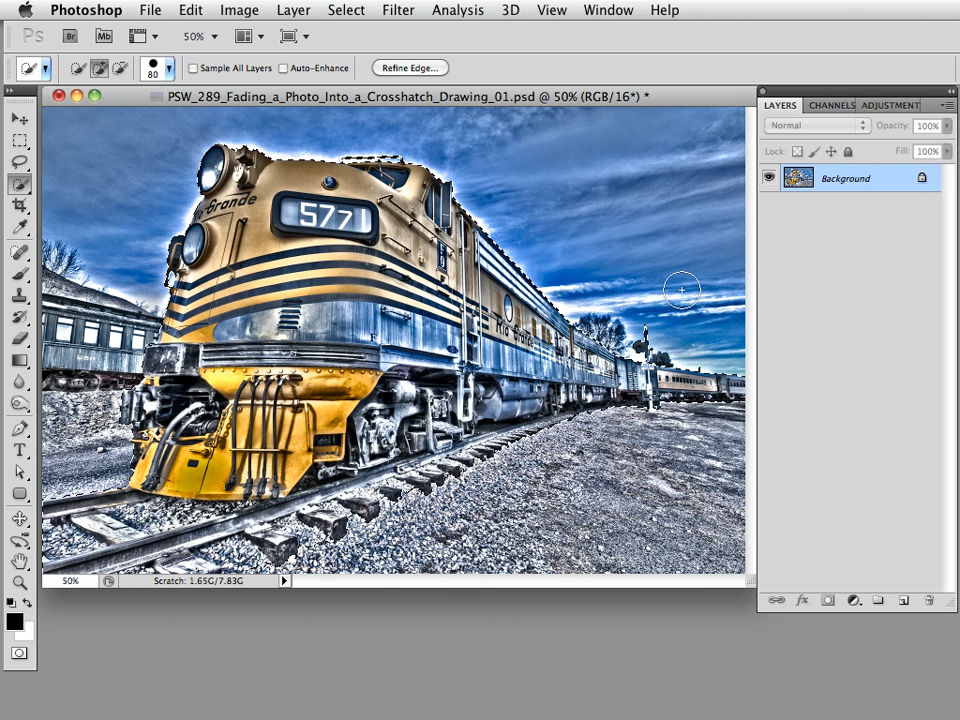 Photoshop File Edit Image Layer Select Filter Analysis 3D View Window Help
Ps Br Mb 50%
80 Sample All Layers Auto-Enhance Refine Edge...
PSW_289_Fading_a_Photo_Into_a_Crosshatch_Drawing_01.psd @ 50% (RGB/16*) *
LAYERS CHANNELS ADJUSTMENT
Normal Opacity: 100%
Lock: Fill: 100%
Background
Rio Grande
5771
Rio Grande
50% Scratch: 1.65G/7.83G